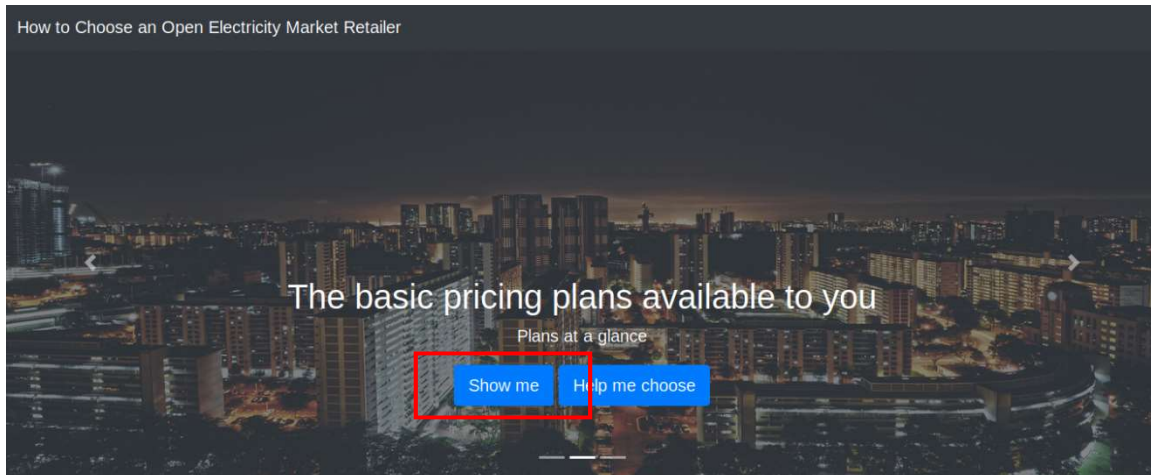 How to Choose an Open Electricity Market Retailer
The basic pricing plans available to you
Plans at a glance
Show me Help me choose